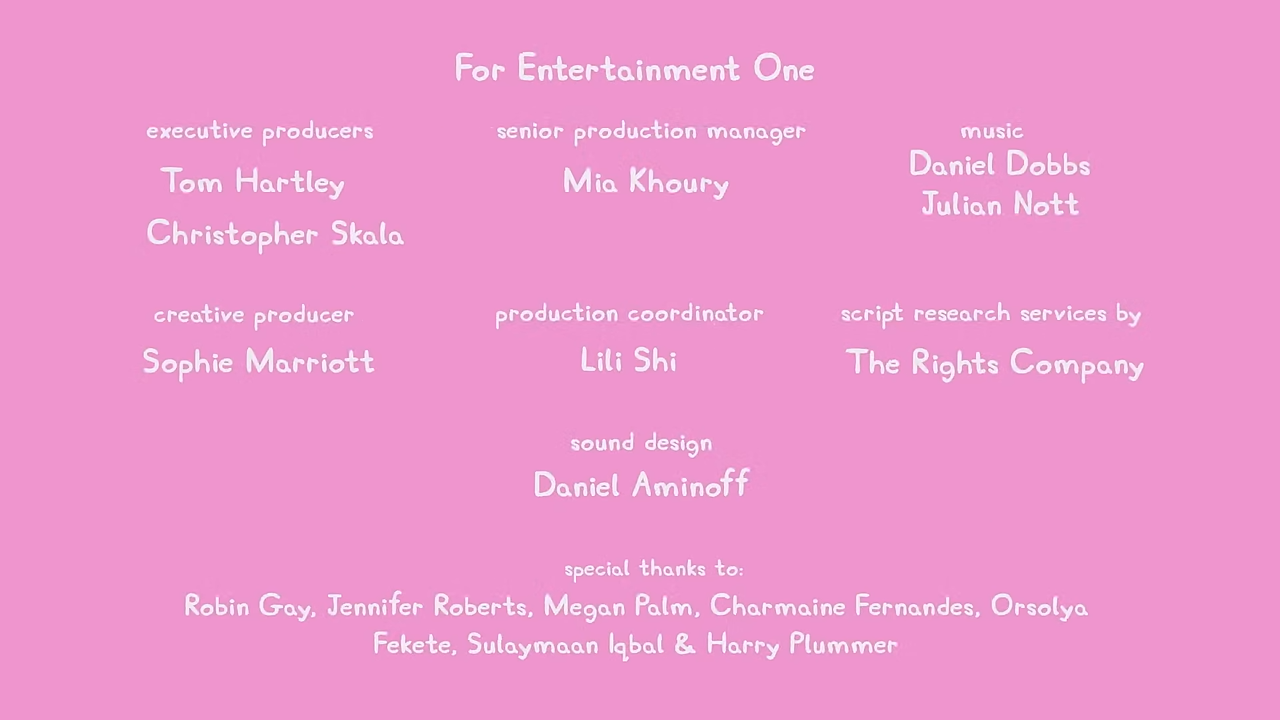 For Entertainment One
executive producers
Tom Hartley
Christopher Skala
senior production manager
Mia Khoury
music
Daniel Dobbs
Julian Nott
creative producer
Sophie Marriott
production coordinator
Lili Shi
script research services by
The Rights Company
sound design
Daniel Aminoff
special thanks to:
Robin Gay, Jennifer Roberts, Megan Palm, Charmaine Fernandes, Orsolya
Fekete, Sulaymaan Iqbal & Harry Plummer